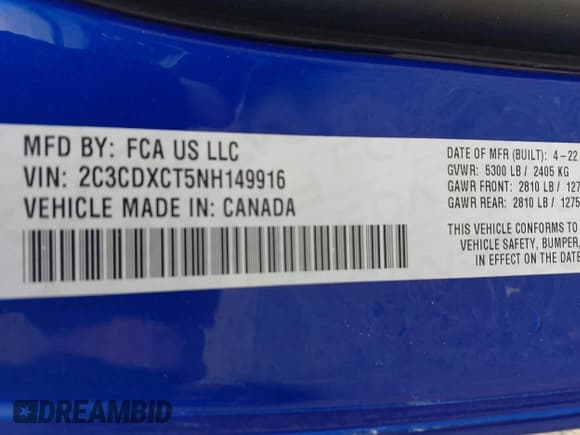 MFD BY: FCA US LLC
VIN: 2C3CDXCT5NH149916
VEHICLE MADE IN: CANADA
DATE OF MFR (BUILT): 4-22
GVWR: 5300 LB / 2405 KG
GAWR FRONT: 2810 LB / 127
GAWR REAR: 2810 LB / 1275
THIS VEHICLE CONFORMS TO
VEHICLE SAFETY, BUMPER,
IN EFFECT ON THE DATE
DREAMBID